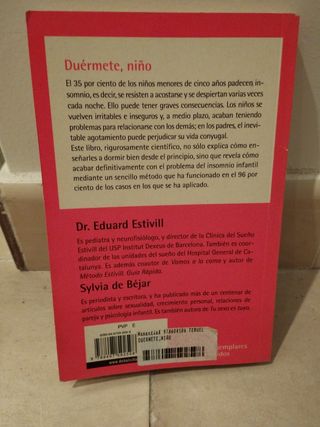 Duérmete, niño
El 35 por ciento de los niños menores de cinco años padecen in-
somnio, es decir, se resisten a acostarse y se despiertan varias veces
cada noche. Ello puede tener graves consecuencias. Los niños se
vuelven irritables e inseguros y, a medio plazo, acaban teniendo
problemas para relacionarse con los demás; en los padres, el inevi-
table agotamiento puede perjudicar su vida conyugal.
Este libro, rigurosamente científico, no sólo explica cómo en-
señarles a dormir bien desde el principio, sino que revela cómo
acabar definitivamente con el problema del insomnio infantil
mediante un sencillo método que ha funcionado en el 96 por
ciento de los casos en los que se ha aplicado.
Dr. Eduard Estivill
Es pediatra y neurofisiólogo, y director de la Clínica del Sueño
Estivill del USP Institut Dexeus de Barcelona. También es coor-
dinador de las unidades del sueño del Hospital General de Ca-
talunya. Es además coautor de Vamos a la cama y autor de
Método Estivill. Guía Rápida.
Sylvia de Béjar
Es periodista y escritora, y ha publicado más de un centenar de
artículos sobre sexualidad, crecimiento personal, relaciones de
pareja y psicología infantil. Es también autora de Tu sexo es tuyo.
PVP: E
DUERMETE,NIÑO